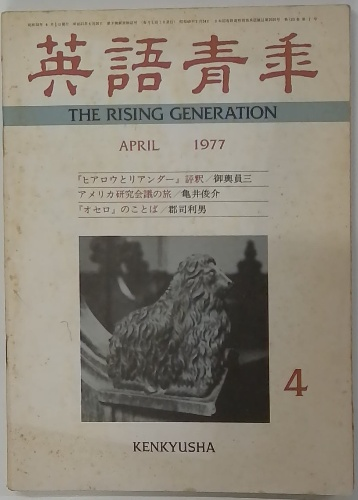 英語青年
THE RISING GENERATION
APRIL 1977
『ヒアロウとリアンダー』評釈／御輿員三
アメリカ研究会議の旅／亀井俊介
『オセロ』のことば／郡司利男
4
KENKYUSHA